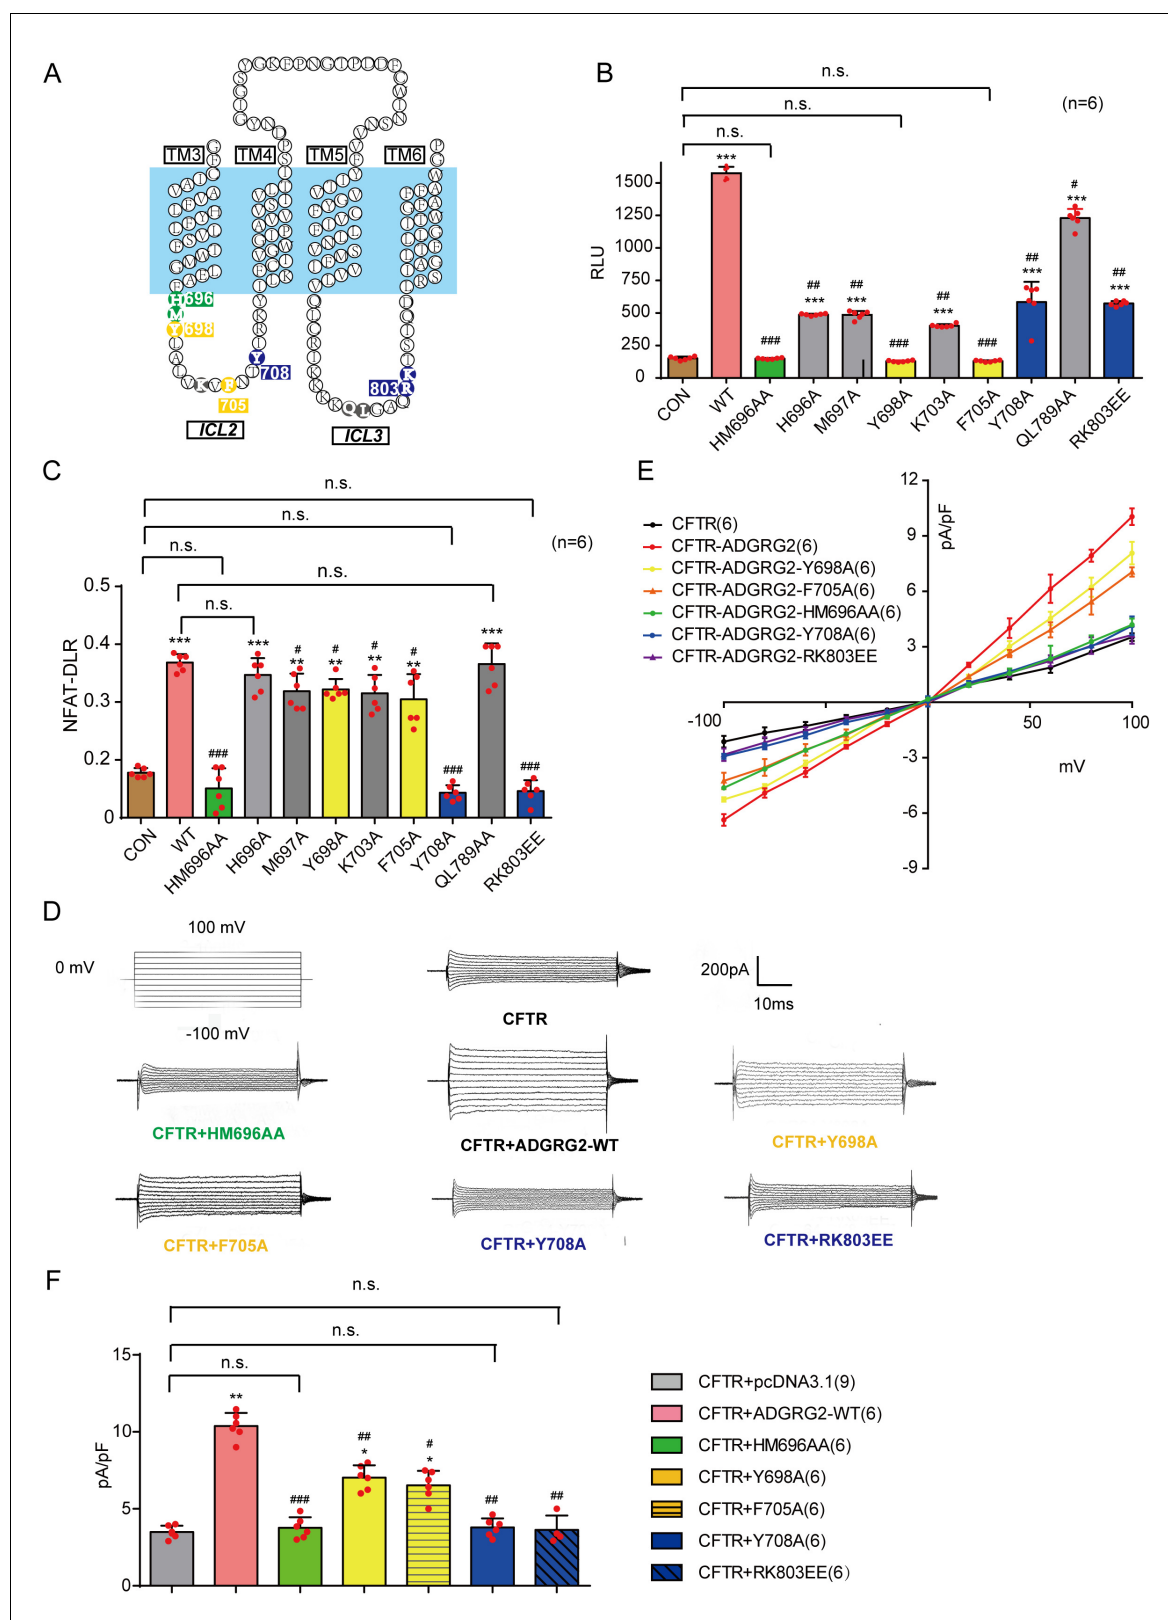 A
TM3
TM4
TM5
TM6
H 696
M
Y 698
K V F N T
705
Y
708
K
803 R
Q L G A
ICL2
ICL3
B
n.s.
n.s.
n.s.
(n=6)
RLU
1500
1250
1000
750
500
250
0
***
###
##
***
##
***
###
##
***
###
##
***
#
***
##
***
CON
WT
HM696AA
H696A
M697A
Y698A
K703A
F705A
Y708A
QL789AA
RK803EE
C
n.s.
n.s.
n.s.
n.s.
n.s.
(n=6)
NFAT-DLR
0.5
0.4
0.3
0.2
0
***
###
***
#
**
#
**
#
**
#
**
###
***
###
CON
WT
HM696AA
H696A
M697A
Y698A
K703A
F705A
Y708A
QL789AA
RK803EE
E
CFTR(6)
CFTR-ADGRG2(6)
CFTR-ADGRG2-Y698A(6)
CFTR-ADGRG2-F705A(6)
CFTR-ADGRG2-HM696AA(6)
CFTR-ADGRG2-Y708A(6)
CFTR-ADGRG2-RK803EE
pA/pF
12
9
6
3
-3
-6
-9
-100
50
100
mV
D
100 mV
0 mV
-100 mV
CFTR
200pA
10ms
CFTR+HM696AA
CFTR+ADGRG2-WT
CFTR+Y698A
CFTR+F705A
CFTR+Y708A
CFTR+RK803EE
F
n.s.
n.s.
n.s.
pA/pF
15
10
5
0
**
###
##
*
#
*
##
##
CFTR+pcDNA3.1(9)
CFTR+ADGRG2-WT(6)
CFTR+HM696AA(6)
CFTR+Y698A(6)
CFTR+F705A(6)
CFTR+Y708A(6)
CFTR+RK803EE(6)